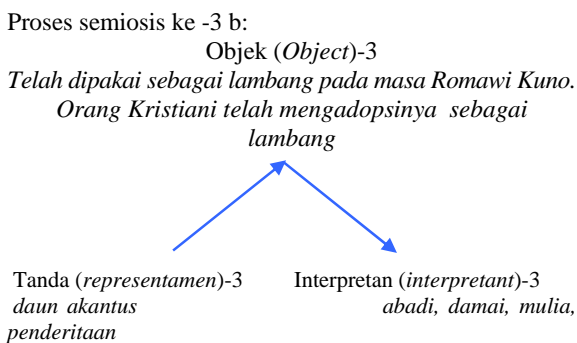 Proses semiosis ke -3 b:
Objek (Object)-3
Telah dipakai sebagai lambang pada masa Romawi Kuno.
Orang Kristiani telah mengadopsinya sebagai
lambang
Tanda (representamen)-3 Interpretan (interpretant)-3
daun akantus abadi, damai, mulia,
penderitaan